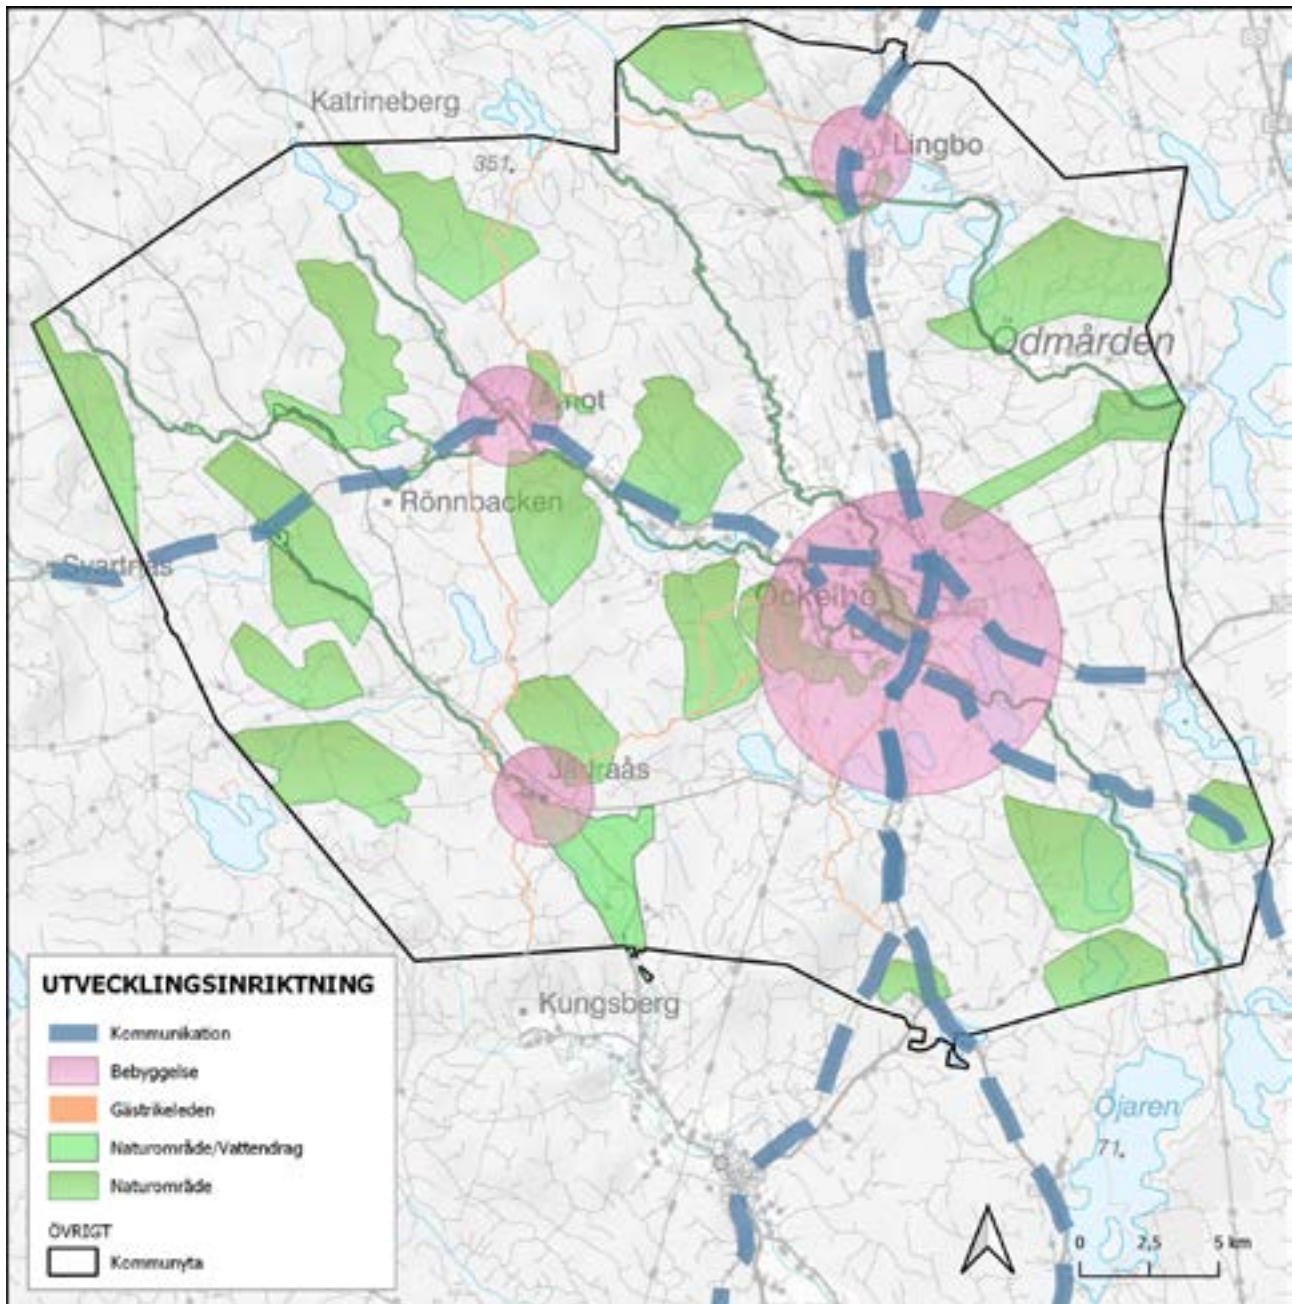 Katrineberg
351
Lingbo
Ödmården
Rönnbacken
Kungsberg
UTVECKLINGSINRIKTNING
Kommunikation
Bebyggelse
Gästrikeleden
Naturområde/Vattendrag
Naturområde
ÖVRIGT
Kommunyta
Öjaren
71
0 2,5 5 km